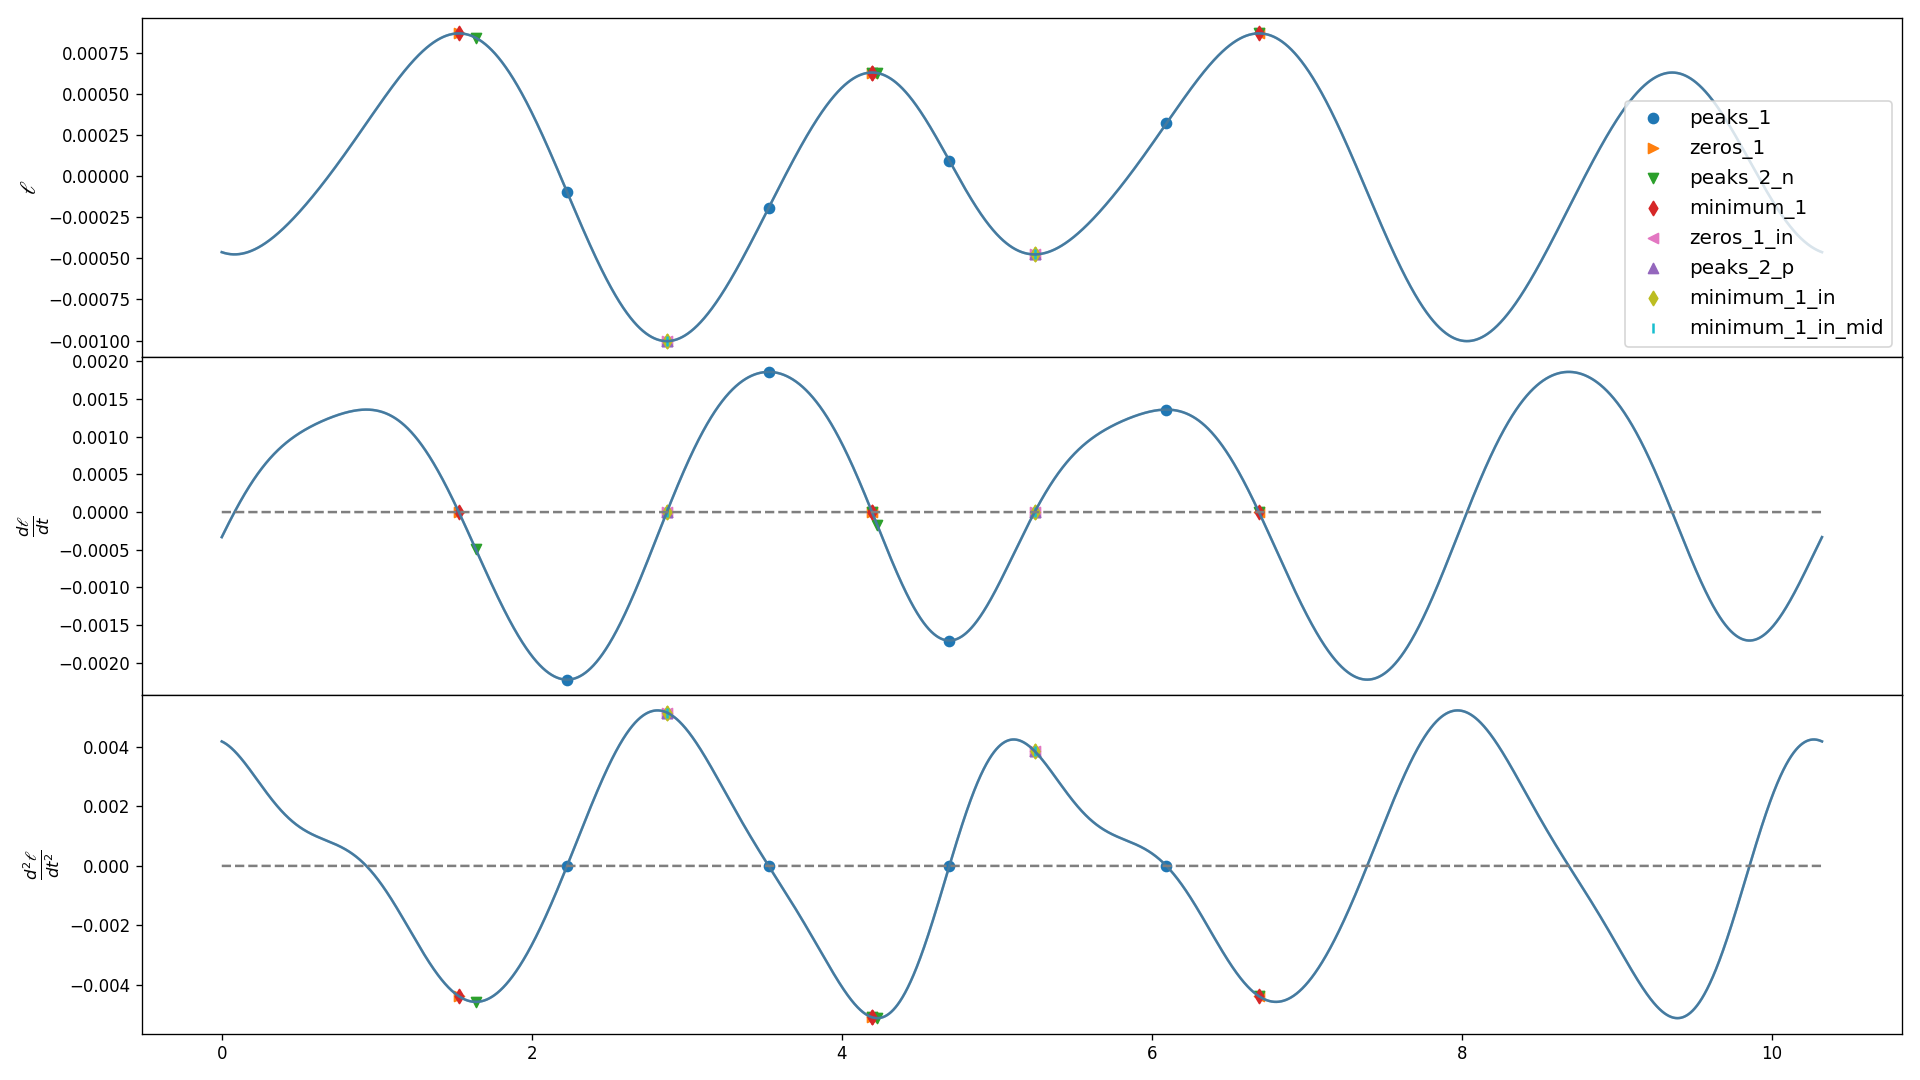 0.00075
0.00050
0.00025
0.00000
−0.00025
−0.00050
−0.00075
−0.00100
ℓ
peaks_1
zeros_1
peaks_2_n
minimum_1
zeros_1_in
peaks_2_p
minimum_1_in
minimum_1_in_mid
0.0020
0.0015
0.0010
0.0005
0.0000
−0.0005
−0.0010
−0.0015
−0.0020
dℓ
dt
0.004
0.002
0.000
−0.002
−0.004
d²ℓ
dt²
0 2 4 6 8 10